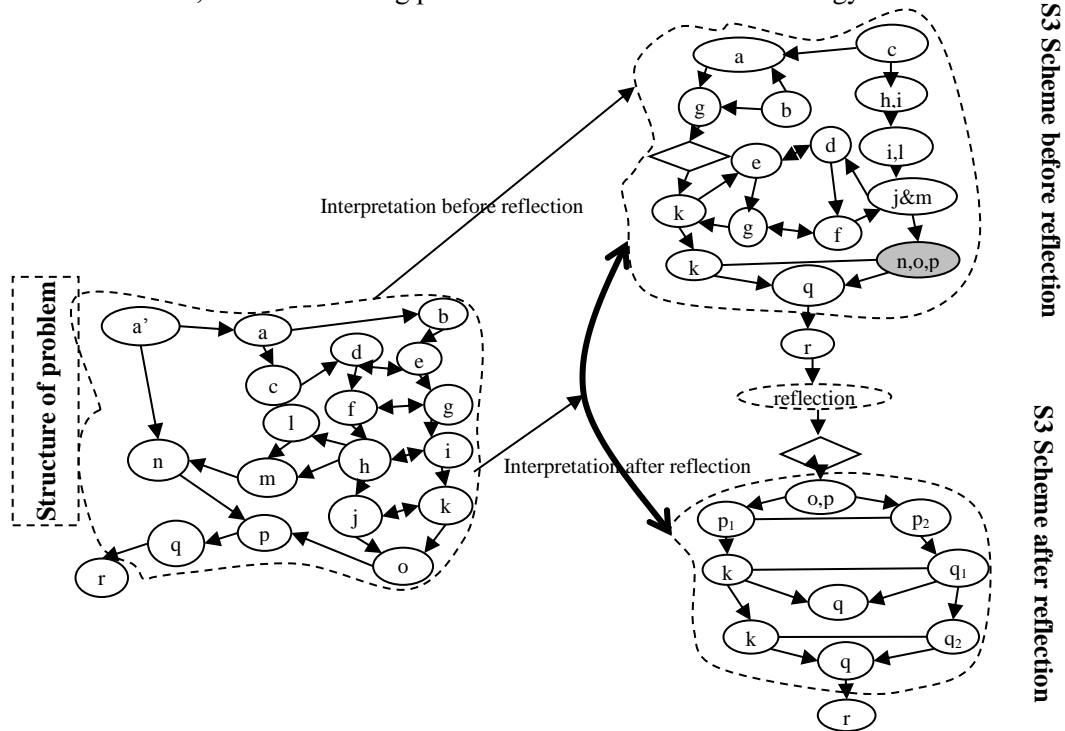 a
c
g
b
h,i
i,l
e
d
j&m
k
g
f
k
n,o,p
q
r
Interpretation before reflection
S3 Scheme before reflection
Structure of problem
a’
a
b
c
d
e
f
g
l
h
i
n
m
j
k
p
q
o
r
Interpretation after reflection
reflection
o,p
p1
p2
k
q1
q
k
q2
q
r
S3 Scheme after reflection